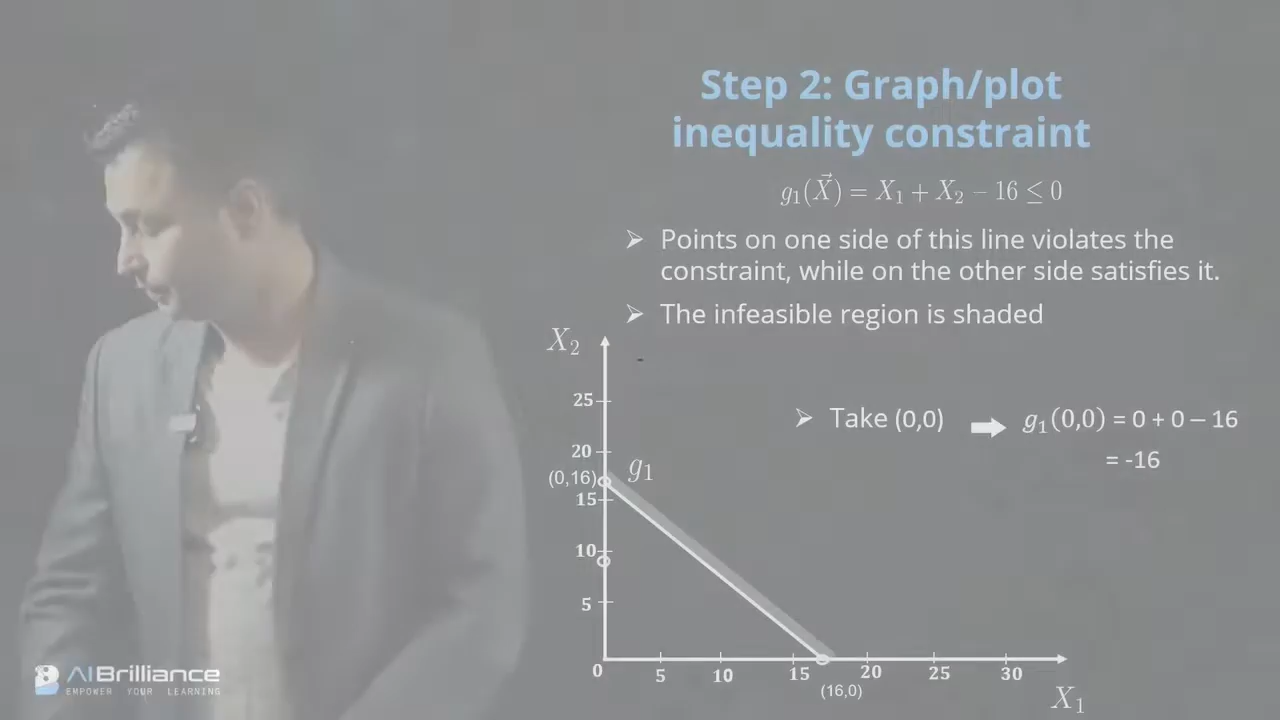 Step 2: Graph/plot
inequality constraint
g₁(X⃗) = X₁ + X₂ − 16 ≤ 0
➢ Points on one side of this line violates the
constraint, while on the other side satisfies it.
➢ The infeasible region is shaded
X₂
25
➢ Take (0,0) ➡ g₁(0,0) = 0 + 0 – 16
= -16
20
g₁
(0,16)
15
10
5
0 5 10 15 20 25 30
(16,0)
X₁
AIBrilliance
EMPOWER YOUR LEARNING